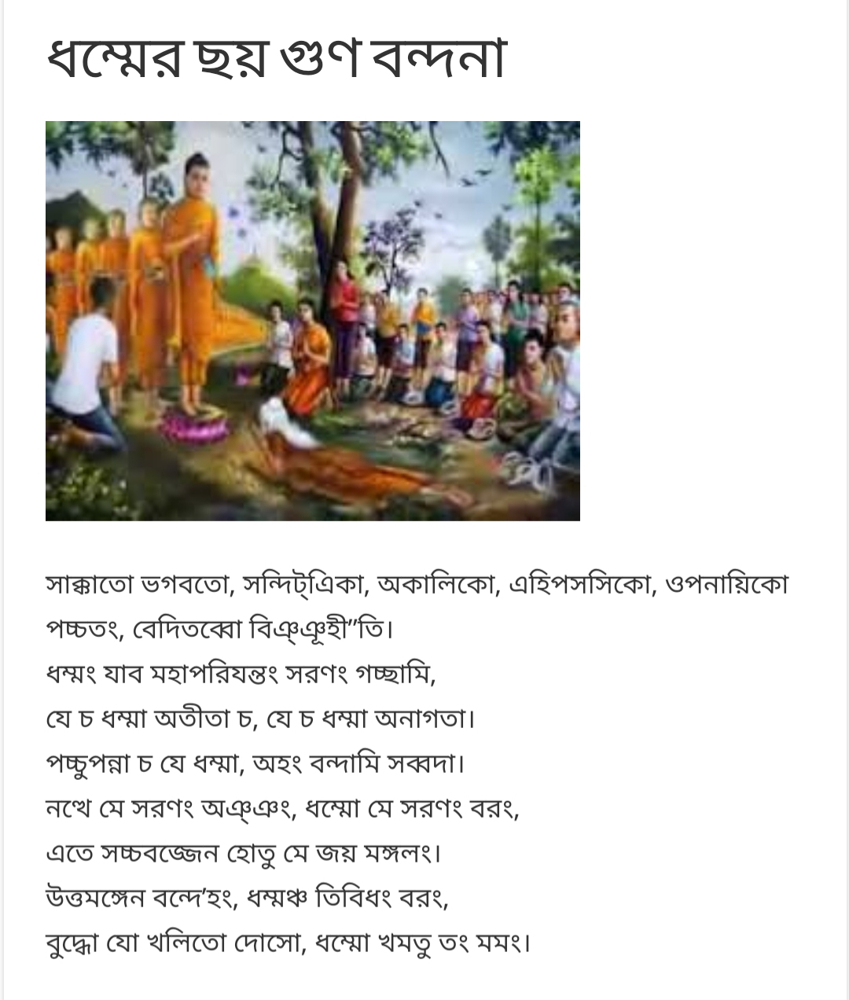 ধম্মের ছয় গুণ বন্দনা
সাক্কাতো ভগবতো, সন্দিট্এিকা, অকালিকো, এহিপসসিকো, ওপনায়িকো
পচ্চতং, বেদিতব্বো বিঞ্ঞূহী”তি।
ধম্মং যাব মহাপরিযন্তং সরণং গচ্ছামি,
যে চ ধম্মা অতীতা চ, যে চ ধম্মা অনাগতা।
পচ্চুপন্না চ যে ধম্মা, অহং বন্দামি সব্বদা।
নত্থে মে সরণং অঞ্ঞং, ধম্মো মে সরণং বরং,
এতে সচ্চবজ্জেন হোতু মে জয় মঙ্গলং।
উত্তমঙ্গেন বন্দে’হং, ধম্মঞ্চ তিবিধং বরং,
বুদ্ধো যো খলিতো দোসো, ধম্মো খমতু তং মমং।